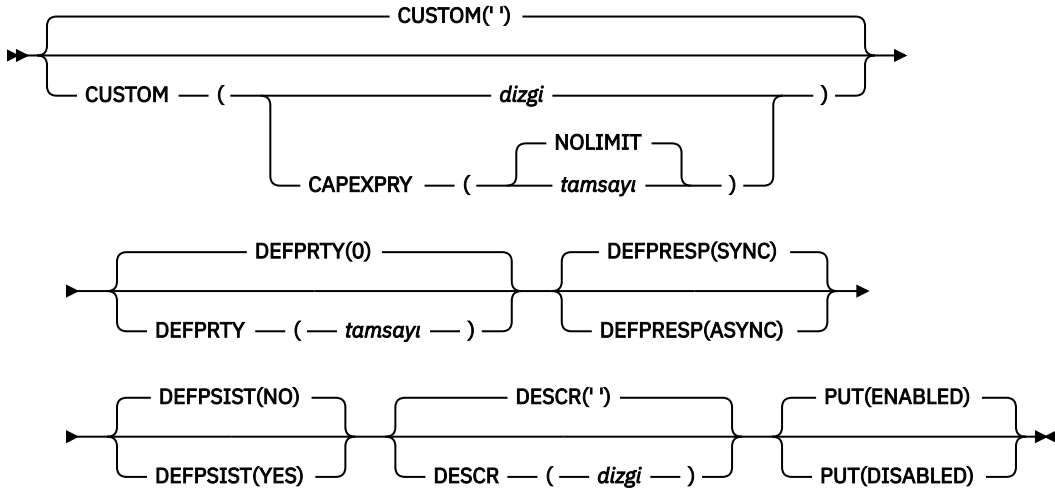 CUSTOM(' ')
CUSTOM ( dizgi )
NOLIMIT
CAPEXPRY ( tamsayı )
DEFPRTY(0) DEFPRESP(SYNC)
DEFPRTY ( tamsayı ) DEFPRESP(ASYNC)
DEFPSIST(NO) DESCR(' ') PUT(ENABLED)
DEFPSIST(YES) DESCR ( dizgi ) PUT(DISABLED)